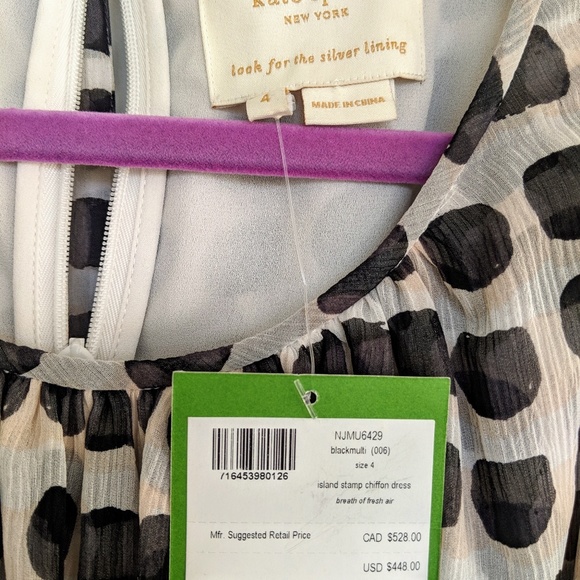 NEW YORK
look for the silver lining
4
MADE IN CHINA
NJMU6429
blackmulti (006)
size 4
716453980126
island stamp chiffon dress
breath of fresh air
Mfr. Suggested Retail Price
CAD $528.00
USD $448.00